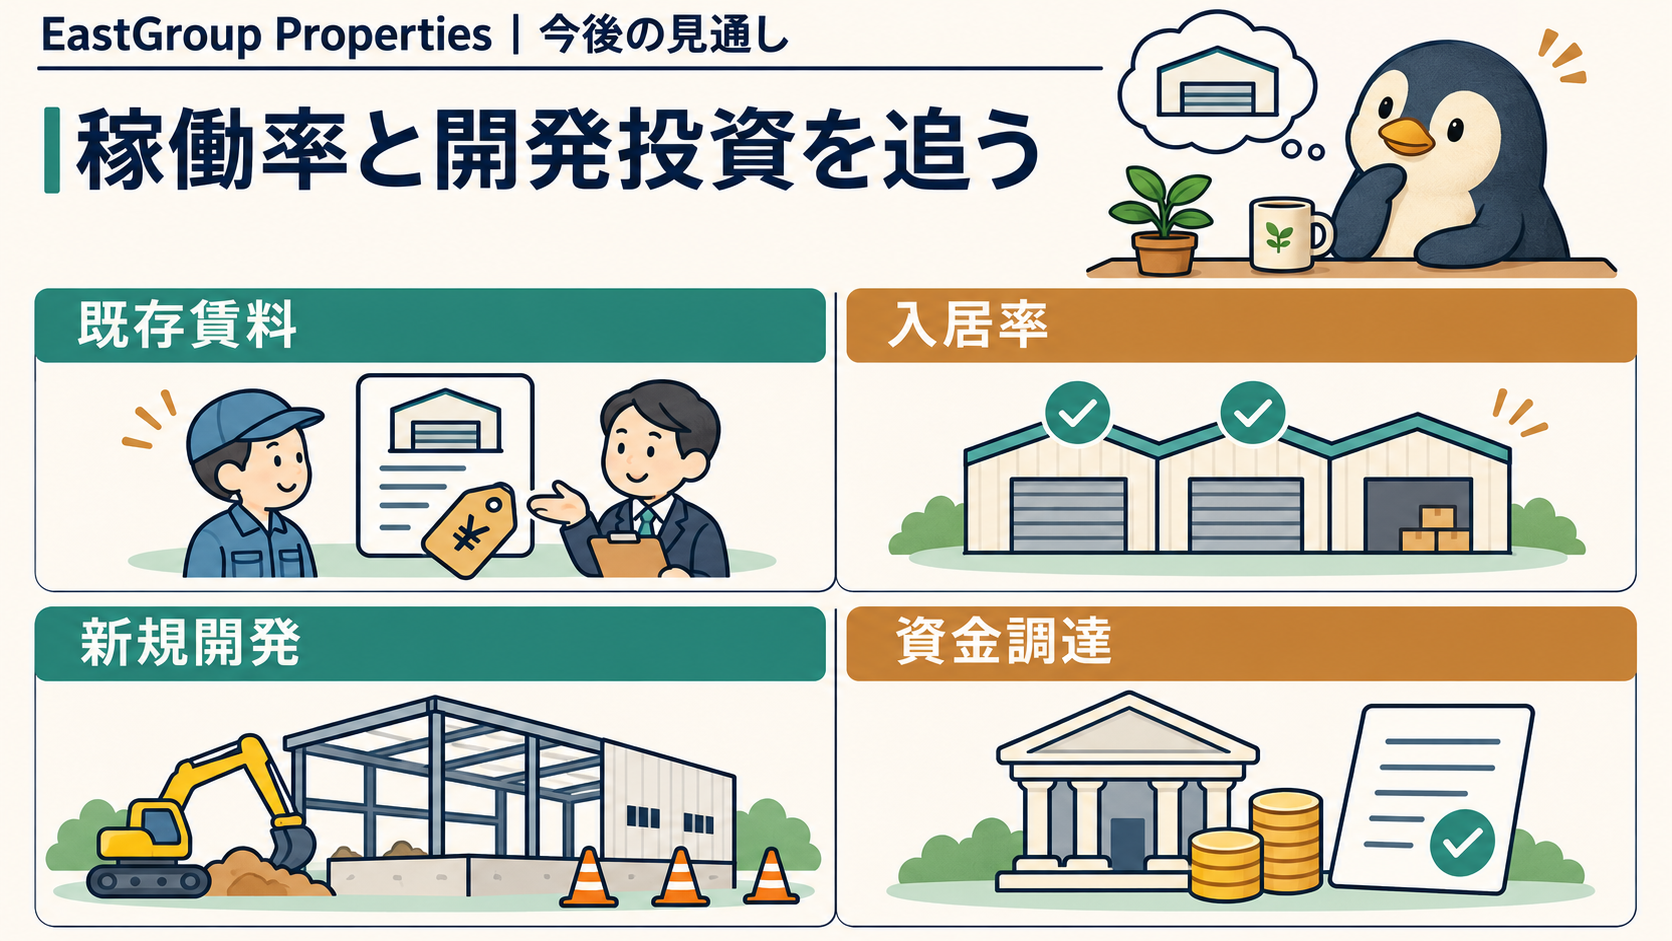 EastGroup Properties | 今後の見通し
稼働率と開発投資を追う
既存賃料
入居率
¥
新規開発
資金調達